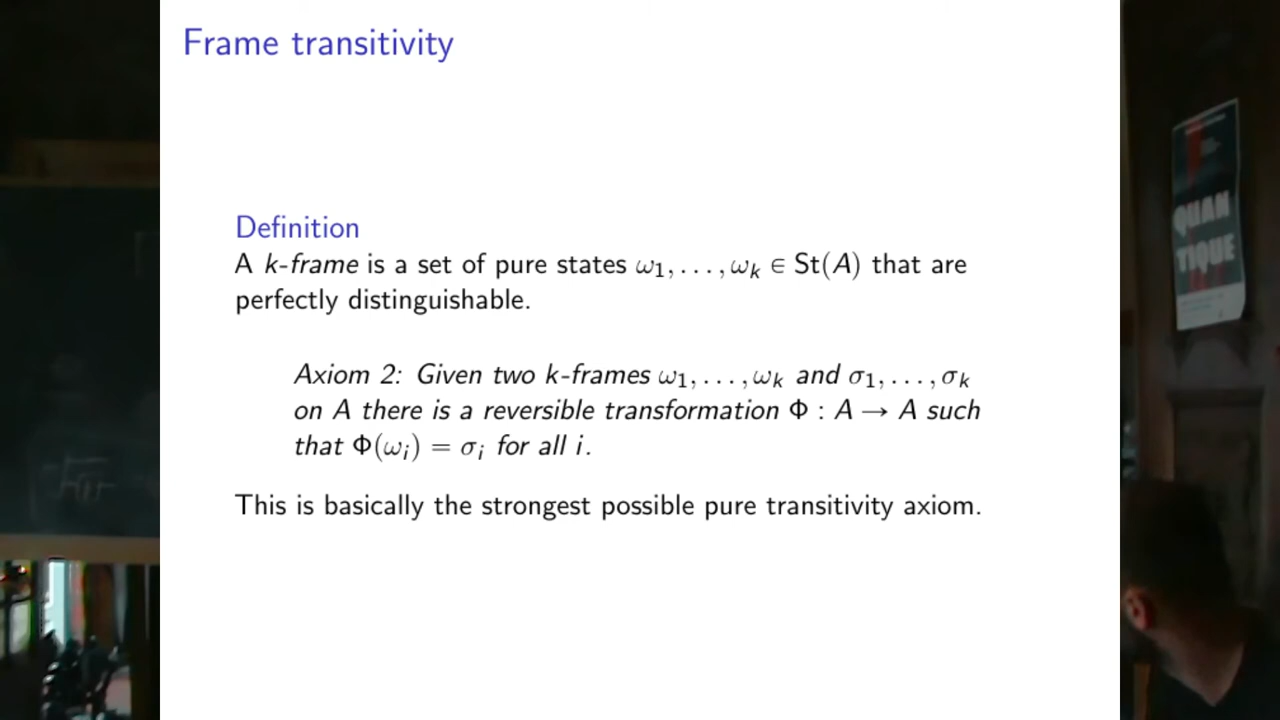 Frame transitivity
Definition
A k-frame is a set of pure states ω₁, . . . , ωₖ ∈ St(A) that are
perfectly distinguishable.
Axiom 2: Given two k-frames ω₁, . . . , ωₖ and σ₁, . . . , σₖ
on A there is a reversible transformation Φ : A → A such
that Φ(ωᵢ) = σᵢ for all i.
This is basically the strongest possible pure transitivity axiom.
QUAN
TIQUE